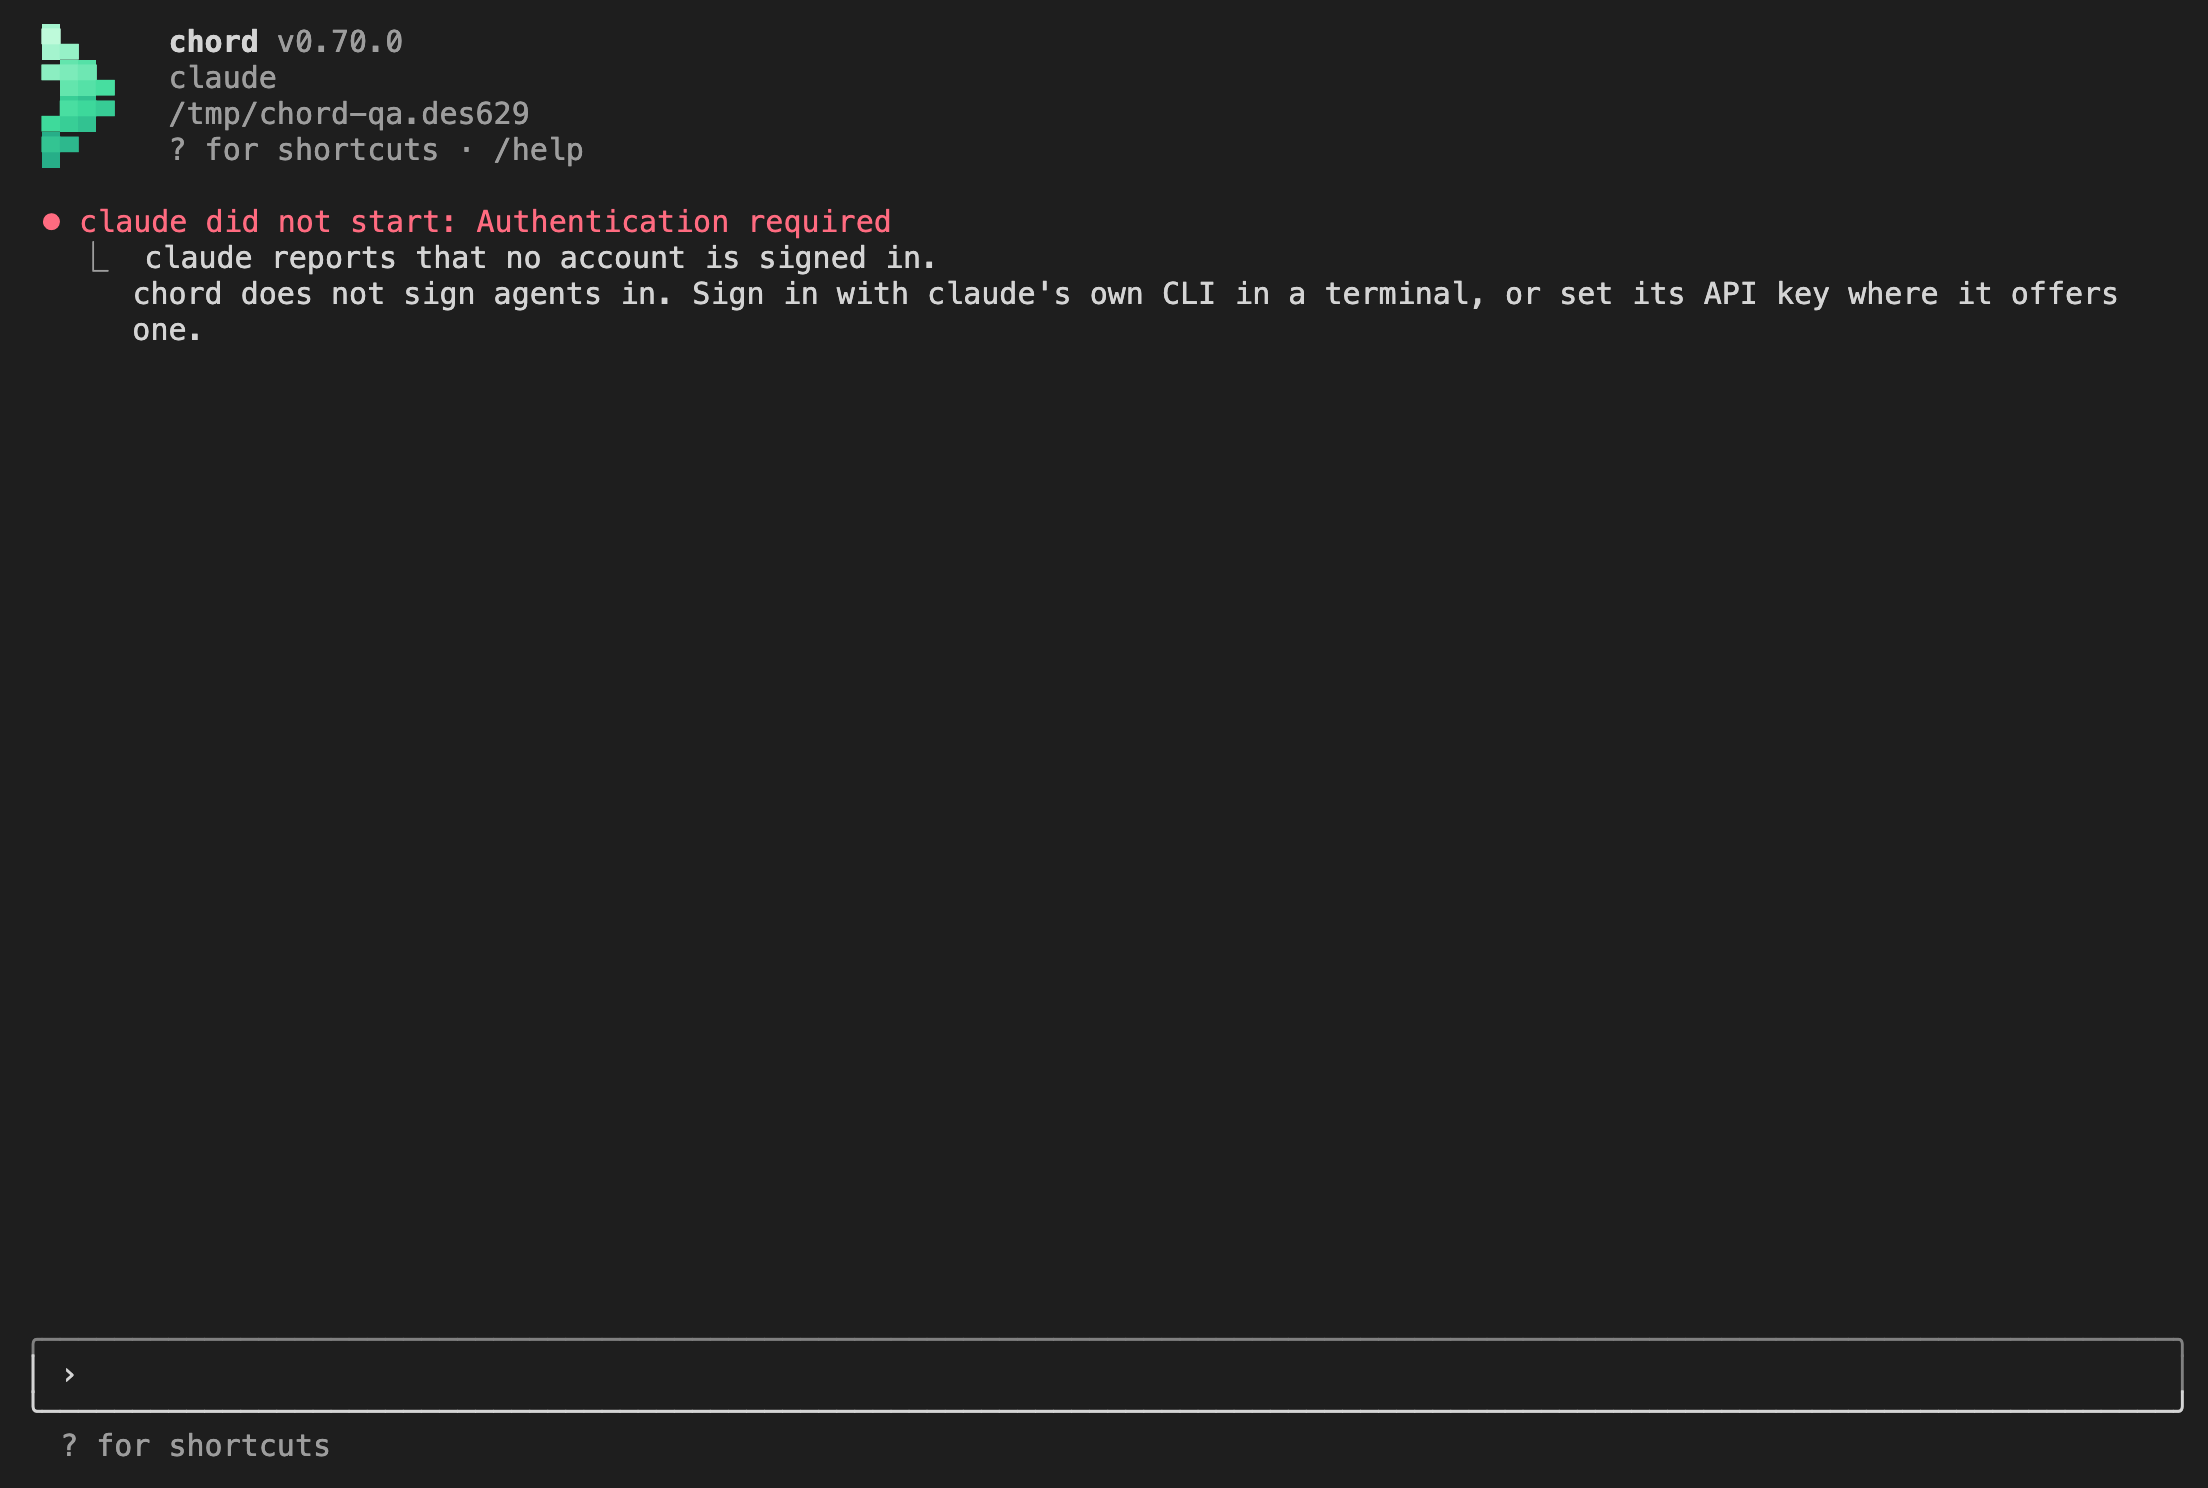 chord v0.70.0
claude
/tmp/chord-qa.des629
? for shortcuts · /help
● claude did not start: Authentication required
⎿  claude reports that no account is signed in.
chord does not sign agents in. Sign in with claude's own CLI in a terminal, or set its API key where it offers
one.
›
? for shortcuts